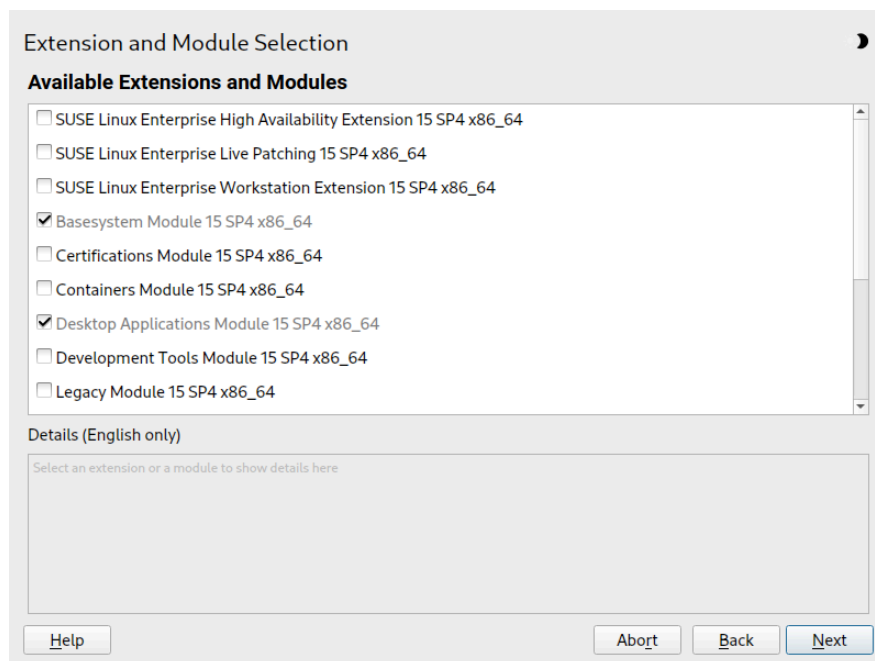 Extension and Module Selection
Available Extensions and Modules
SUSE Linux Enterprise High Availability Extension 15 SP4 x86_64
SUSE Linux Enterprise Live Patching 15 SP4 x86_64
SUSE Linux Enterprise Workstation Extension 15 SP4 x86_64
Basesystem Module 15 SP4 x86_64
Certifications Module 15 SP4 x86_64
Containers Module 15 SP4 x86_64
Desktop Applications Module 15 SP4 x86_64
Development Tools Module 15 SP4 x86_64
Legacy Module 15 SP4 x86_64
Details (English only)
Select an extension or a module to show details here
Help Abort Back Next